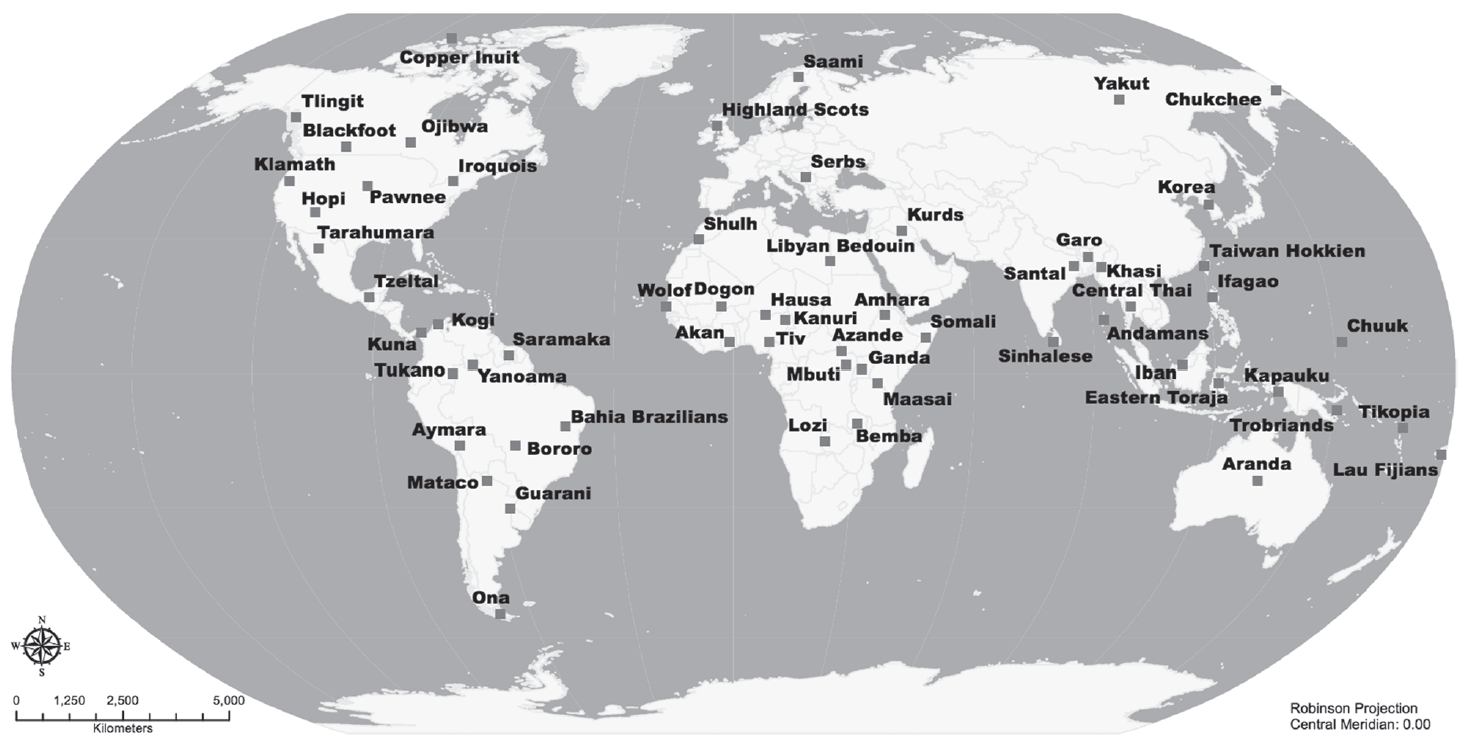 Copper Inuit
Saami
Yakut
Chukchee
Tlingit
Highland Scots
Blackfoot
Ojibwa
Klamath
Iroquois
Serbs
Hopi
Pawnee
Korea
Tarahumara
Shulh
Kurds
Libyan Bedouin
Garo
Taiwan Hokkien
Santal
Khasi
Tzeltal
Ifagao
Wolof
Dogon
Central Thai
Hausa
Amhara
Kogi
Kanuri
Somali
Chuuk
Kuna
Saramaka
Akan
Tiv
Azande
Andamans
Sinhalese
Ganda
Tukano
Yanoama
Mbuti
Iban
Kapauku
Maasai
Eastern Toraja
Bahia Brazilians
Tikopia
Aymara
Lozi
Bemba
Trobriands
Bororo
Aranda
Lau Fijians
Mataco
Guarani
Ona
N
W E
S
0 1,250 2,500 5,000
Kilometers
Robinson Projection
Central Meridian: 0.00